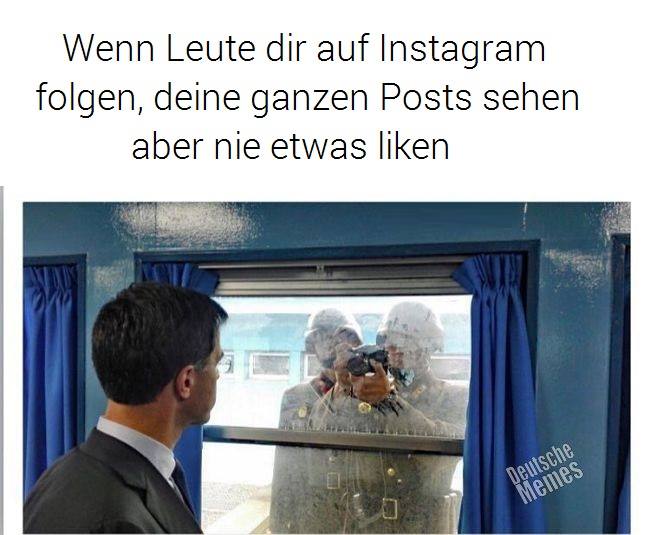 Wenn Leute dir auf Instagram
folgen, deine ganzen Posts sehen
aber nie etwas liken
Deutsche
Memes